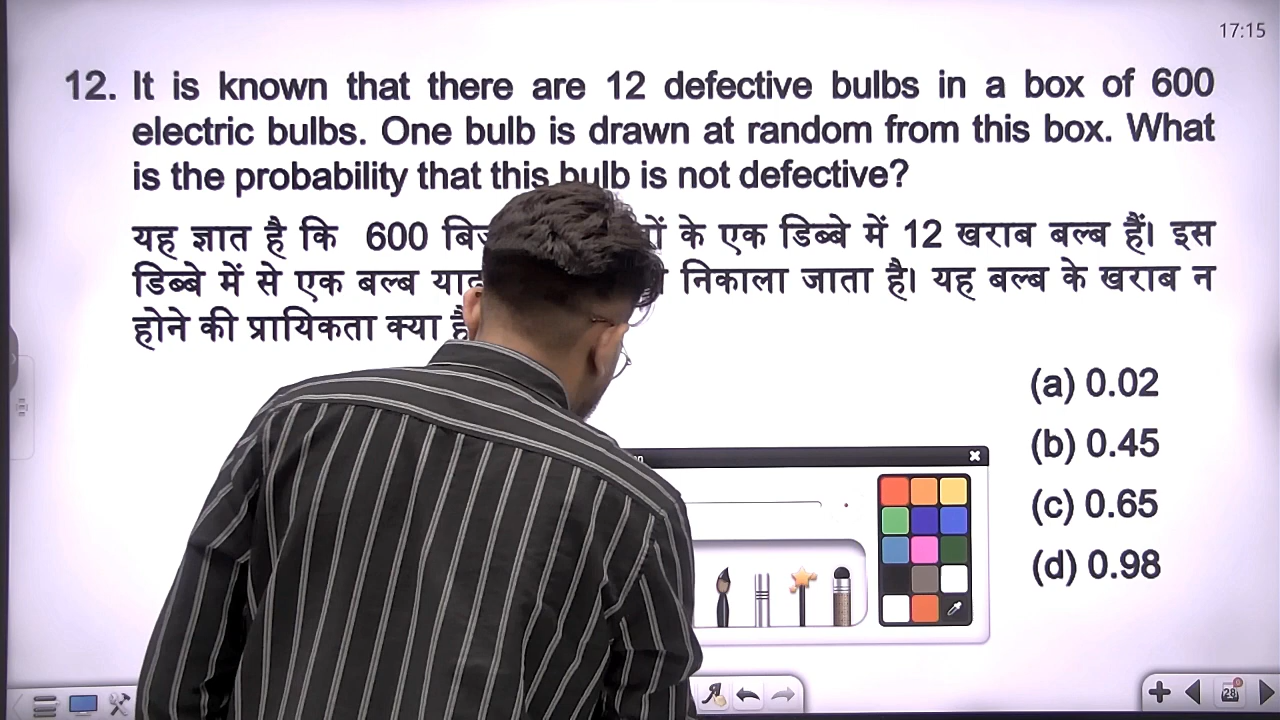 17:15
12. It is known that there are 12 defective bulbs in a box of 600
electric bulbs. One bulb is drawn at random from this box. What
is the probability that this bulb is not defective?
यह ज्ञात है कि 600 के एक डिब्बे में 12 खराब बल्ब हैं। इस
डिब्बे में से एक बल्ब निकाला जाता है। यह बल्ब के खराब न
होने की प्रायिकता क्या
(a) 0.02
(b) 0.45
(c) 0.65
(d) 0.98
28